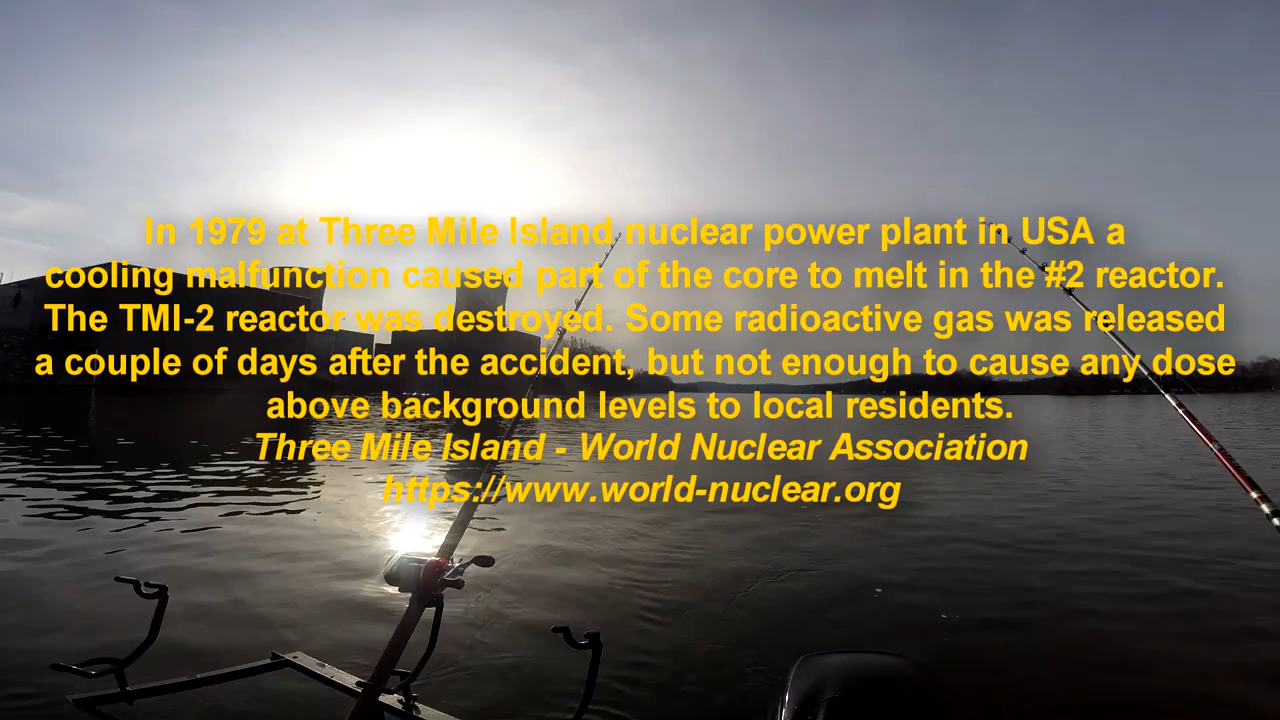 In 1979 at Three Mile Island nuclear power plant in USA a
cooling malfunction caused part of the core to melt in the #2 reactor.
The TMI-2 reactor was destroyed. Some radioactive gas was released
a couple of days after the accident, but not enough to cause any dose
above background levels to local residents.
Three Mile Island - World Nuclear Association
https://www.world-nuclear.org